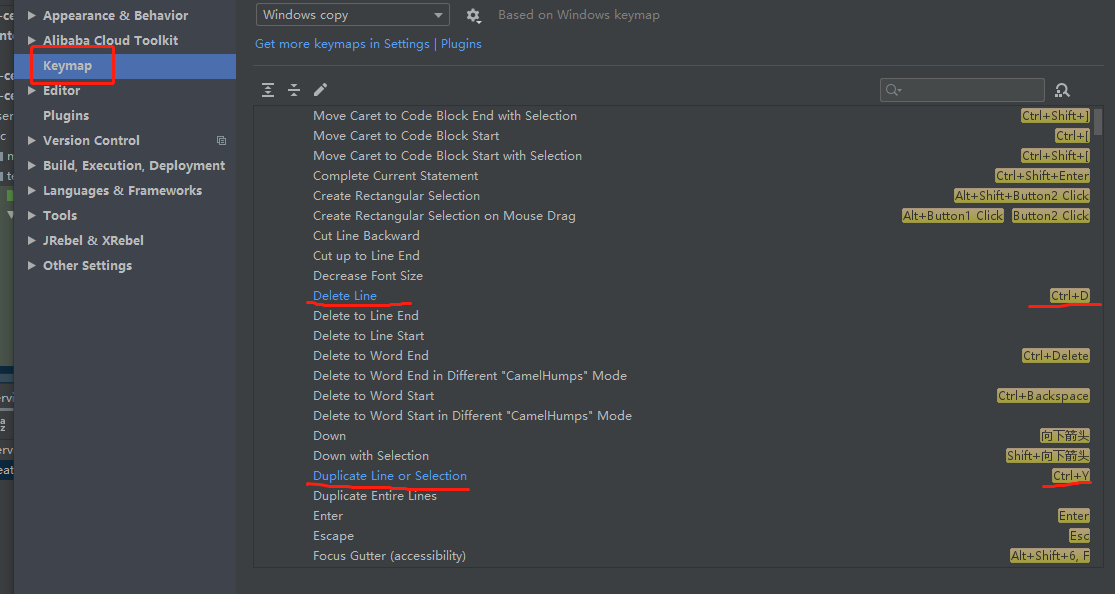 Appearance & Behavior
Alibaba Cloud Toolkit
Keymap
Editor
Plugins
Version Control
Build, Execution, Deployment
Languages & Frameworks
Tools
JRebel & XRebel
Other Settings
Windows copy
Based on Windows keymap
Get more keymaps in Settings | Plugins
Move Caret to Code Block End with Selection Ctrl+Shift+]
Move Caret to Code Block Start Ctrl+[
Move Caret to Code Block Start with Selection Ctrl+Shift+[
Complete Current Statement Ctrl+Shift+Enter
Create Rectangular Selection Alt+Shift+Button2 Click
Create Rectangular Selection on Mouse Drag Alt+Button1 Click Button2 Click
Cut Line Backward
Cut up to Line End
Decrease Font Size
Delete Line Ctrl+D
Delete to Line End
Delete to Line Start
Delete to Word End Ctrl+Delete
Delete to Word End in Different "CamelHumps" Mode
Delete to Word Start Ctrl+Backspace
Delete to Word Start in Different "CamelHumps" Mode
Down 向下箭头
Down with Selection Shift+向下箭头
Duplicate Line or Selection Ctrl+Y
Duplicate Entire Lines
Enter Enter
Escape Esc
Focus Gutter (accessibility) Alt+Shift+6, F